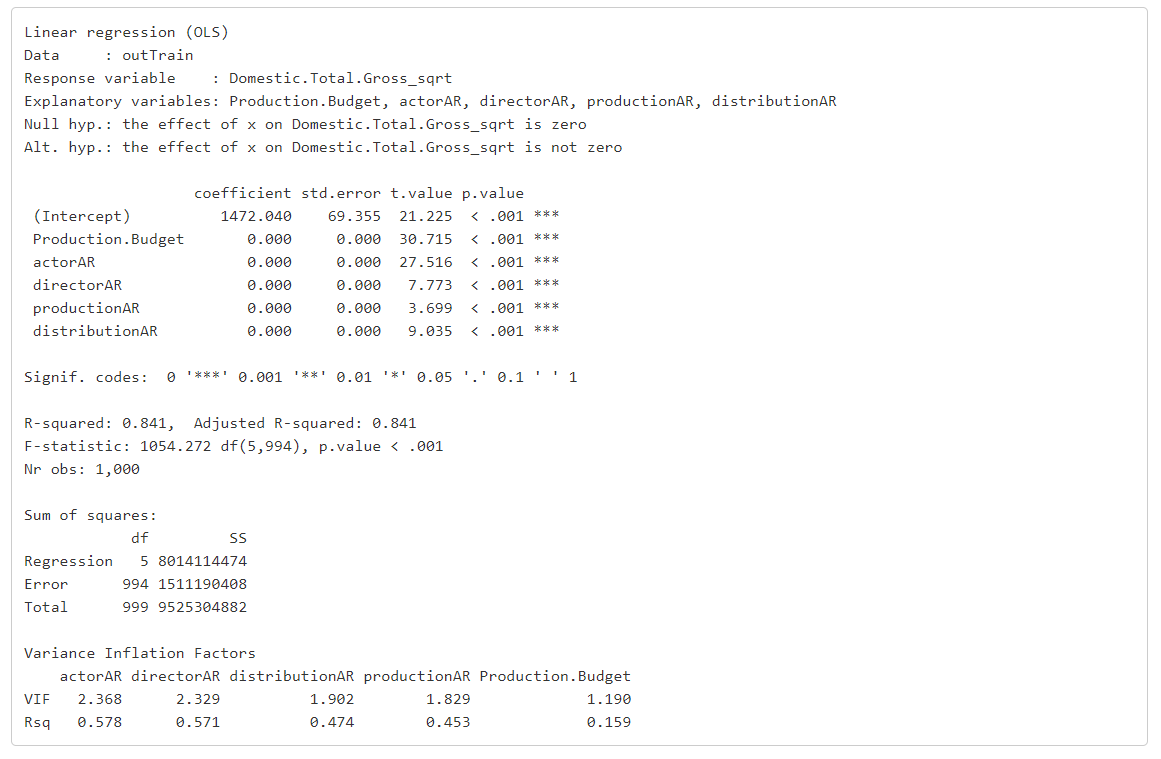 Linear regression (OLS)
Data     : outTrain
Response variable    : Domestic.Total.Gross_sqrt
Explanatory variables: Production.Budget, actorAR, directorAR, productionAR, distributionAR
Null hyp.: the effect of x on Domestic.Total.Gross_sqrt is zero
Alt. hyp.: the effect of x on Domestic.Total.Gross_sqrt is not zero
                   coefficient std.error t.value p.value
 (Intercept)          1472.040    69.355  21.225  < .001 ***
 Production.Budget       0.000     0.000  30.715  < .001 ***
 actorAR                 0.000     0.000  27.516  < .001 ***
 directorAR              0.000     0.000   7.773  < .001 ***
 productionAR            0.000     0.000   3.699  < .001 ***
 distributionAR          0.000     0.000   9.035  < .001 ***
Signif. codes:  0 '***' 0.001 '**' 0.01 '*' 0.05 '.' 0.1 ' ' 1
R-squared: 0.841,  Adjusted R-squared: 0.841
F-statistic: 1054.272 df(5,994), p.value < .001
Nr obs: 1,000
Sum of squares:
            df         SS
Regression   5 8014114474
Error      994 1511190408
Total      999 9525304882
Variance Inflation Factors
    actorAR directorAR distributionAR productionAR Production.Budget
VIF   2.368      2.329          1.902        1.829             1.190
Rsq   0.578      0.571          0.474        0.453             0.159